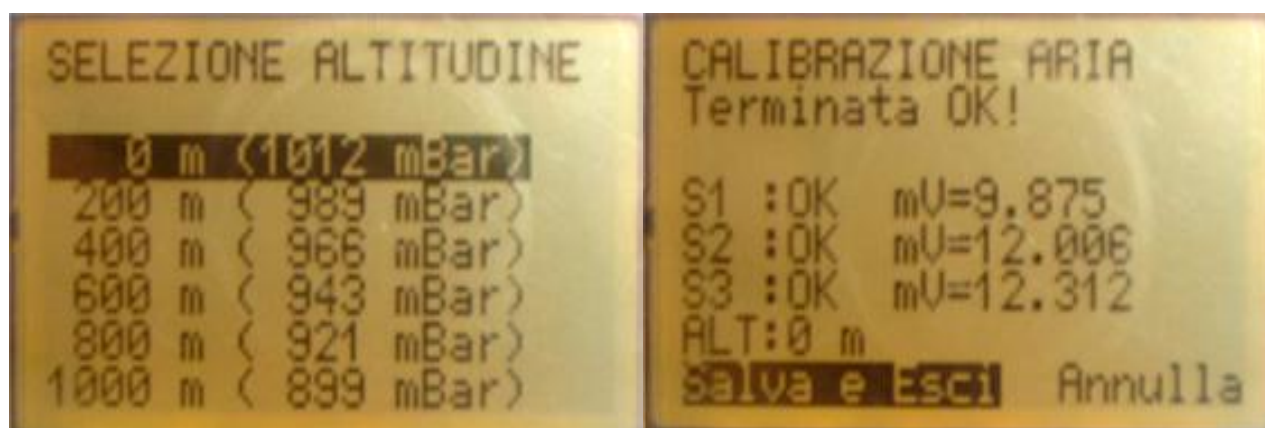 SELEZIONE ALTITUDINE
0 m (1012 mBar)
200 m ( 989 mBar)
400 m ( 966 mBar)
600 m ( 943 mBar)
800 m ( 921 mBar)
1000 m ( 899 mBar)
CALIBRAZIONE ARIA
Terminata OK!
S1 :OK mV=9.875
S2 :OK mV=12.006
S3 :OK mV=12.312
ALT:0 m
Salva e Esci Annulla